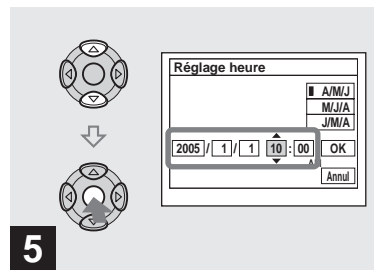 Réglage heure
A/M/J
M/J/A
J/M/A
2005 / 1 / 1 10 : 00 OK
Annul
5